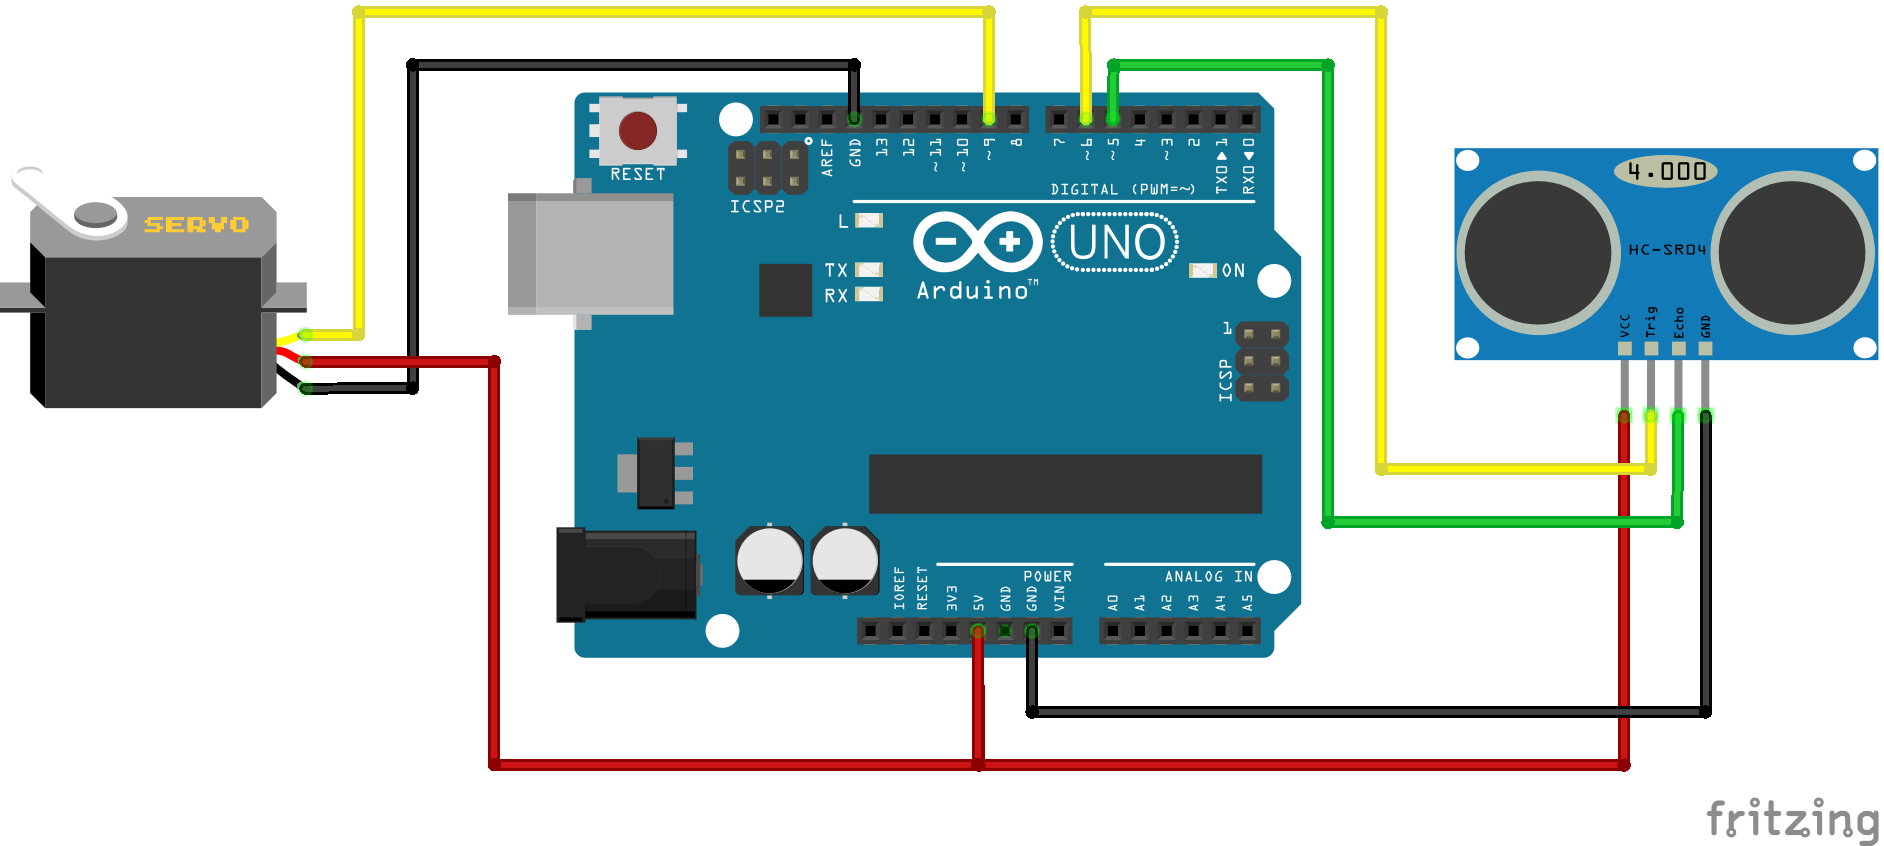 RESET
ICSP2
AREF
GND
13
12
~11
~10
~9
8
7
~6
~5
4
~3
2
TX0▶1
RX0◀0
DIGITAL (PWM=~)
SERVO
L
TX
RX
UNO
Arduino™
ON
1
ICSP
4.000
HC-SR04
VCC
Trig
Echo
GND
IOREF
RESET
3V3
5V
GND
GND
VIN
POWER
ANALOG IN
A0
A1
A2
A3
A4
A5
fritzing